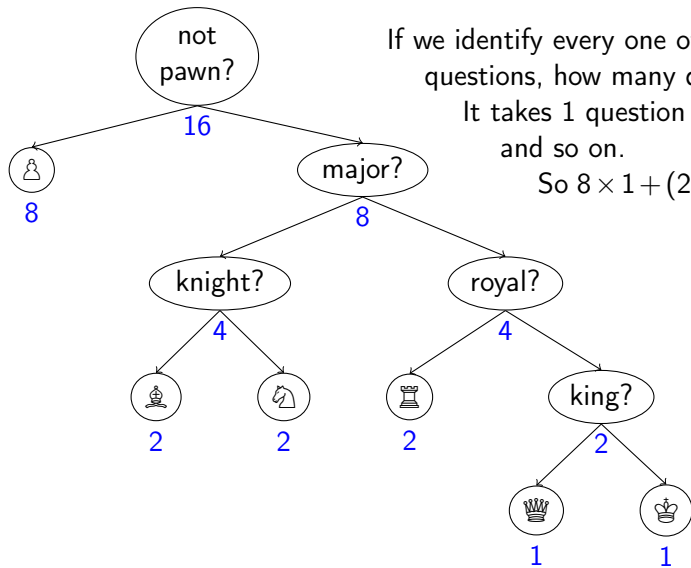 not
pawn?
If we identify every one
questions, how many
It takes 1 question
and so on.
So 8 × 1 + (2
16
♙
major?
8
8
knight?
royal?
4
4
♗
♘
♖
king?
2
2
2
2
♕
♔
1
1